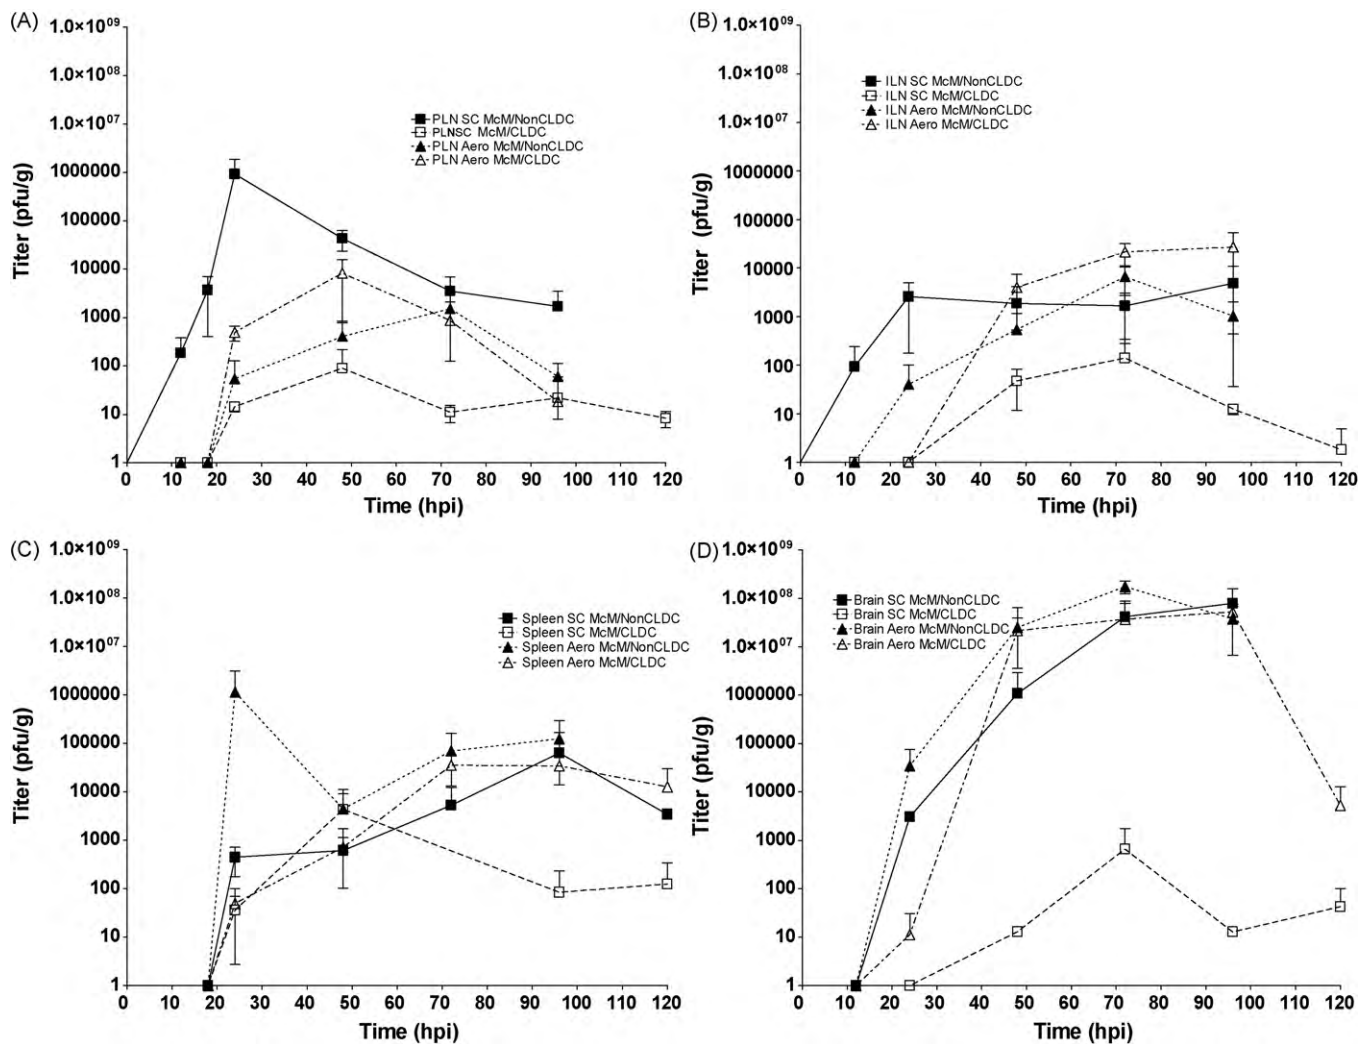 (A)
1.0×10⁰⁹
1.0×10⁰⁸
1.0×10⁰⁷
1000000
100000
10000
1000
100
10
1
Titer (pfu/g)
PLN SC McM/NonCLDC
PLNSC McM/CLDC
PLN Aero McM/NonCLDC
PLN Aero McM/CLDC
0 10 20 30 40 50 60 70 80 90 100 110 120
Time (hpi)
(B)
1.0×10⁰⁹
1.0×10⁰⁸
1.0×10⁰⁷
1000000
100000
10000
1000
100
10
1
Titer (pfu/g)
ILN SC McM/NonCLDC
ILN SC McM/CLDC
ILN Aero McM/NonCLDC
ILN Aero McM/CLDC
0 10 20 30 40 50 60 70 80 90 100 110 120
Time (hpi)
(C)
1.0×10⁰⁹
1.0×10⁰⁸
1.0×10⁰⁷
1000000
100000
10000
1000
100
10
1
Titer (pfu/g)
Spleen SC McM/NonCLDC
Spleen SC McM/CLDC
Spleen Aero McM/NonCLDC
Spleen Aero McM/CLDC
0 10 20 30 40 50 60 70 80 90 100 110 120
Time (hpi)
(D)
1.0×10⁰⁹
1.0×10⁰⁸
1.0×10⁰⁷
1000000
100000
10000
1000
100
10
1
Titer (pfu/g)
Brain SC McM/NonCLDC
Brain SC McM/CLDC
Brain Aero McM/NonCLDC
Brain Aero McM/CLDC
0 10 20 30 40 50 60 70 80 90 100 110 120
Time (hpi)